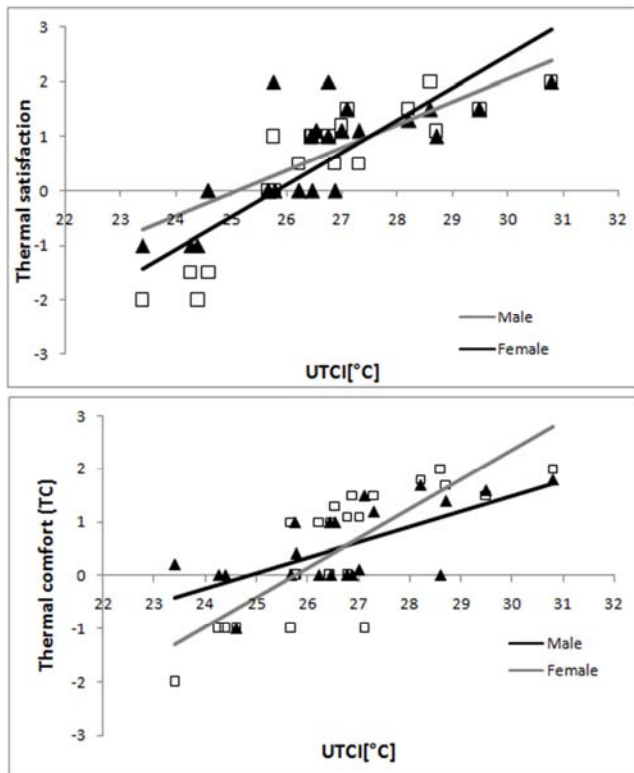 3
2
1
0
22 23 24 25 26 27 28 29 30 31 32
-1
-2
-3
Thermal satisfaction
Male
Female
UTCI[°C]
3
2
1
0
22 23 24 25 26 27 28 29 30 31 32
-1
-2
-3
Thermal comfort (TC)
Male
Female
UTCI[°C]